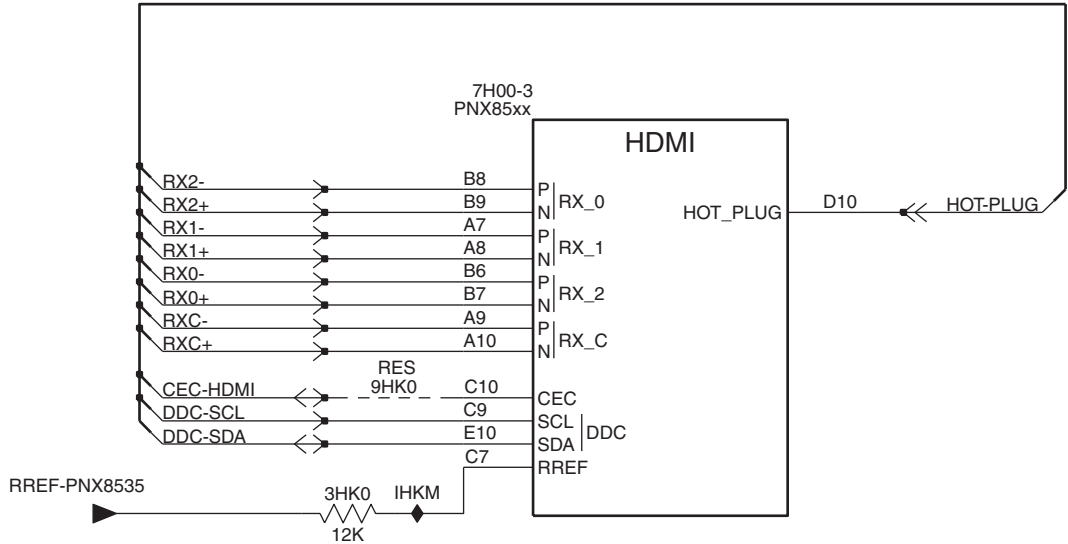 7H00-3
PNX85xx
HDMI
RX2- B8 P
RX2+ B9 N RX_0
RX1- A7 P
RX1+ A8 N RX_1
RX0- B6 P
RX0+ B7 N RX_2
RXC- A9 P
RXC+ A10 N RX_C
HOT_PLUG D10 HOT-PLUG
RES
CEC-HDMI 9HK0 C10 CEC
DDC-SCL C9 SCL
DDC-SDA E10 SDA DDC
C7 RREF
RREF-PNX8535
3HK0 IHKM
12K